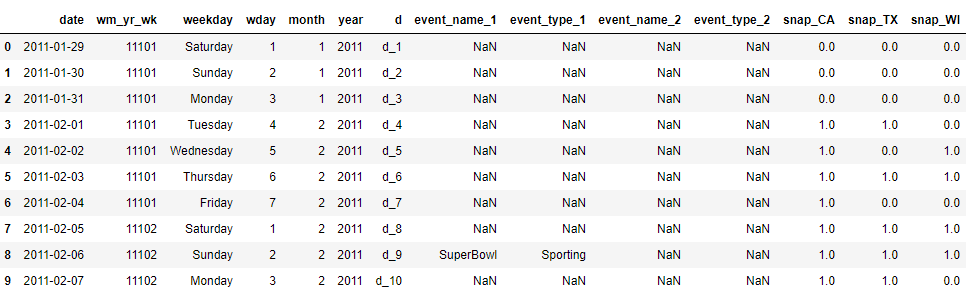 date wm_yr_wk weekday wday month year d event_name_1 event_type_1 event_name_2 event_type_2 snap_CA snap_TX snap_WI
0 2011-01-29 11101 Saturday 1 1 2011 d_1 NaN NaN NaN NaN 0.0 0.0 0.0
1 2011-01-30 11101 Sunday 2 1 2011 d_2 NaN NaN NaN NaN 0.0 0.0 0.0
2 2011-01-31 11101 Monday 3 1 2011 d_3 NaN NaN NaN NaN 0.0 0.0 0.0
3 2011-02-01 11101 Tuesday 4 2 2011 d_4 NaN NaN NaN NaN 1.0 1.0 0.0
4 2011-02-02 11101 Wednesday 5 2 2011 d_5 NaN NaN NaN NaN 1.0 0.0 1.0
5 2011-02-03 11101 Thursday 6 2 2011 d_6 NaN NaN NaN NaN 1.0 1.0 1.0
6 2011-02-04 11101 Friday 7 2 2011 d_7 NaN NaN NaN NaN 1.0 0.0 0.0
7 2011-02-05 11102 Saturday 1 2 2011 d_8 NaN NaN NaN NaN 1.0 1.0 1.0
8 2011-02-06 11102 Sunday 2 2 2011 d_9 SuperBowl Sporting NaN NaN 1.0 1.0 1.0
9 2011-02-07 11102 Monday 3 2 2011 d_10 NaN NaN NaN NaN 1.0 1.0 0.0